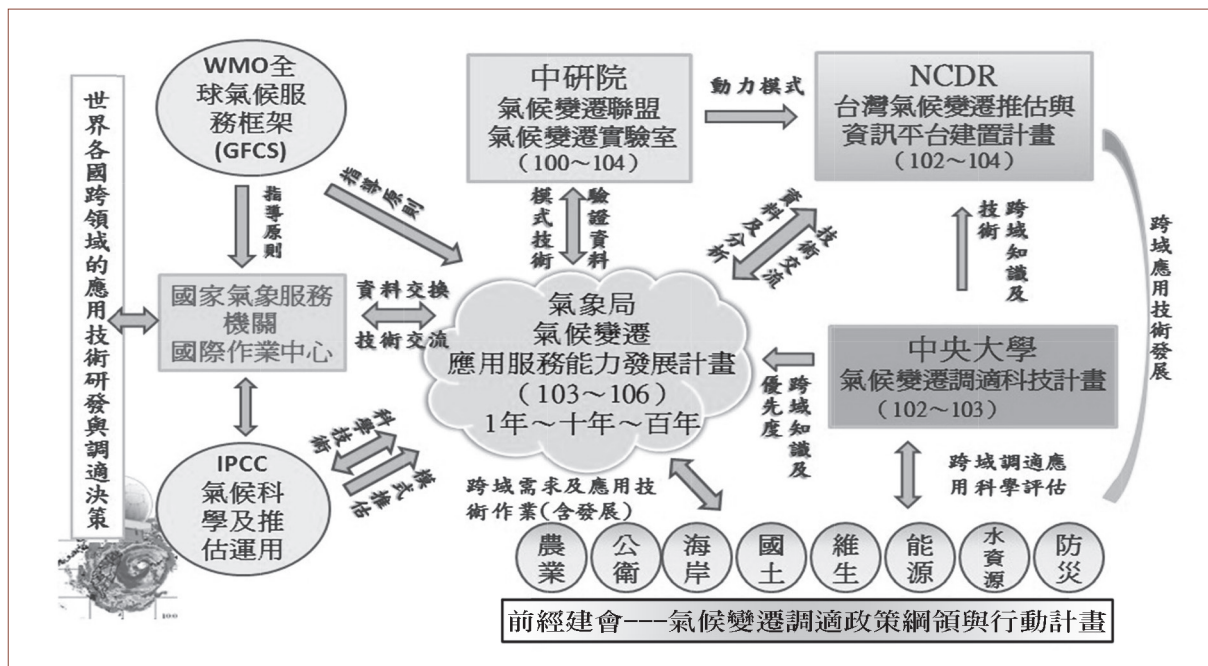 世界各國跨領域的應用技術研發與調適決策
WMO全
球氣候服
務框架
(GFCS)
指導原則
指導原則
國家氣象服務
機關
國際作業中心
資料交換
技術交流
IPCC
氣候科
學及推
估運用
科學技術
模式推估
中研院
氣候變遷聯盟
氣候變遷實驗室
(100～104)
動力模式
NCDR
台灣氣候變遷推估與
資訊平台建置計畫
(102～104)
模式技術
驗證資料
資料及分析
技術交流
跨域知識及
技術
跨域應用技術發展
氣象局
氣候變遷
應用服務能力發展計畫
(103～106)
1年～十年～百年
跨域知識及
優先度
中央大學
氣候變遷調適科技計畫
(102～103)
跨域需求及應用技
術作業(含發展)
跨域調適應
用科學評估
農業
公衛
海岸
國土
維生
能源
水資源
防災
前經建會---氣候變遷調適政策綱領與行動計畫